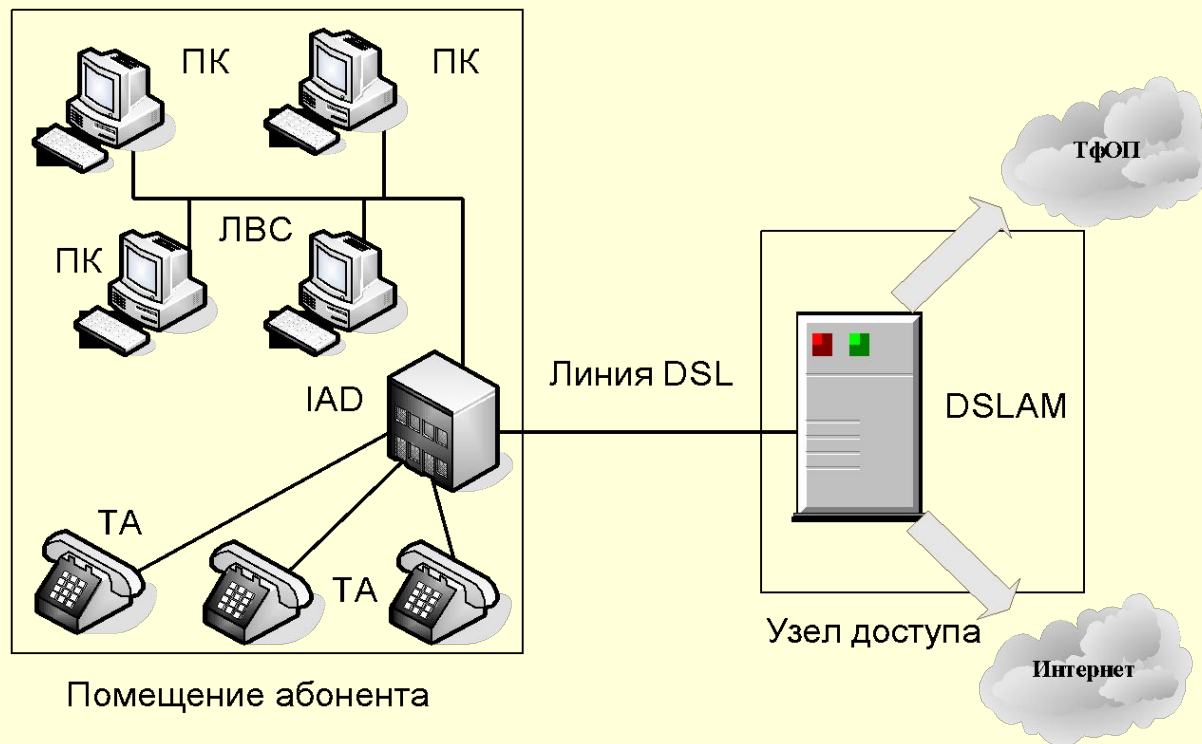 ПК
ПК
ТфОП
ЛВС
ПК
Линия DSL
IAD
DSLAM
ТА
ТА
Узел доступа
Интернет
Помещение абонента